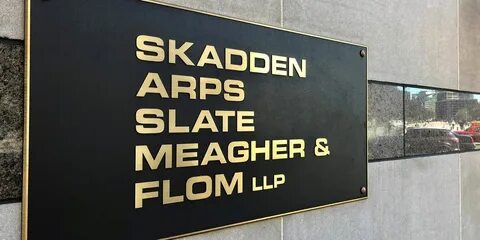 SKADDEN
ARPS
SLATE
MEAGHER &
FLOM LLP